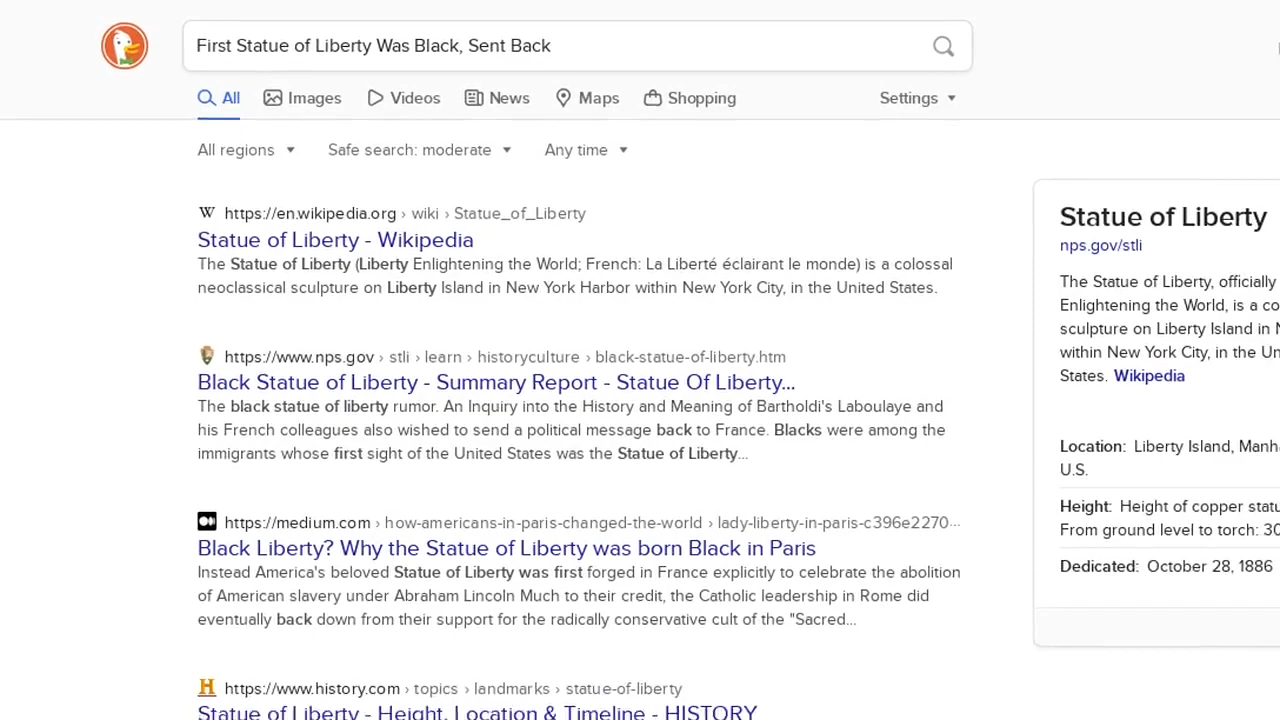 First Statue of Liberty Was Black, Sent Back
All Images Videos News Maps Shopping Settings
All regions Safe search: moderate Any time
https://en.wikipedia.org › wiki › Statue_of_Liberty
Statue of Liberty - Wikipedia
The Statue of Liberty (Liberty Enlightening the World; French: La Liberté éclairant le monde) is a colossal
neoclassical sculpture on Liberty Island in New York Harbor within New York City, in the United States.
https://www.nps.gov › stli › learn › historyculture › black-statue-of-liberty.htm
Black Statue of Liberty - Summary Report - Statue Of Liberty...
The black statue of liberty rumor. An Inquiry into the History and Meaning of Bartholdi's Laboulaye and
his French colleagues also wished to send a political message back to France. Blacks were among the
immigrants whose first sight of the United States was the Statue of Liberty...
https://medium.com › how-americans-in-paris-changed-the-world › lady-liberty-in-paris-c396e2270...
Black Liberty? Why the Statue of Liberty was born Black in Paris
Instead America's beloved Statue of Liberty was first forged in France explicitly to celebrate the abolition
of American slavery under Abraham Lincoln Much to their credit, the Catholic leadership in Rome did
eventually back down from their support for the radically conservative cult of the "Sacred...
https://www.history.com › topics › landmarks › statue-of-liberty
Statue of Liberty - Height, Location & Timeline - HISTORY
Statue of Liberty
nps.gov/stli
The Statue of Liberty, officially
Enlightening the World, is a co
sculpture on Liberty Island in N
within New York City, in the Un
States. Wikipedia
Location: Liberty Island, Manha
U.S.
Height: Height of copper statu
From ground level to torch: 30
Dedicated: October 28, 1886